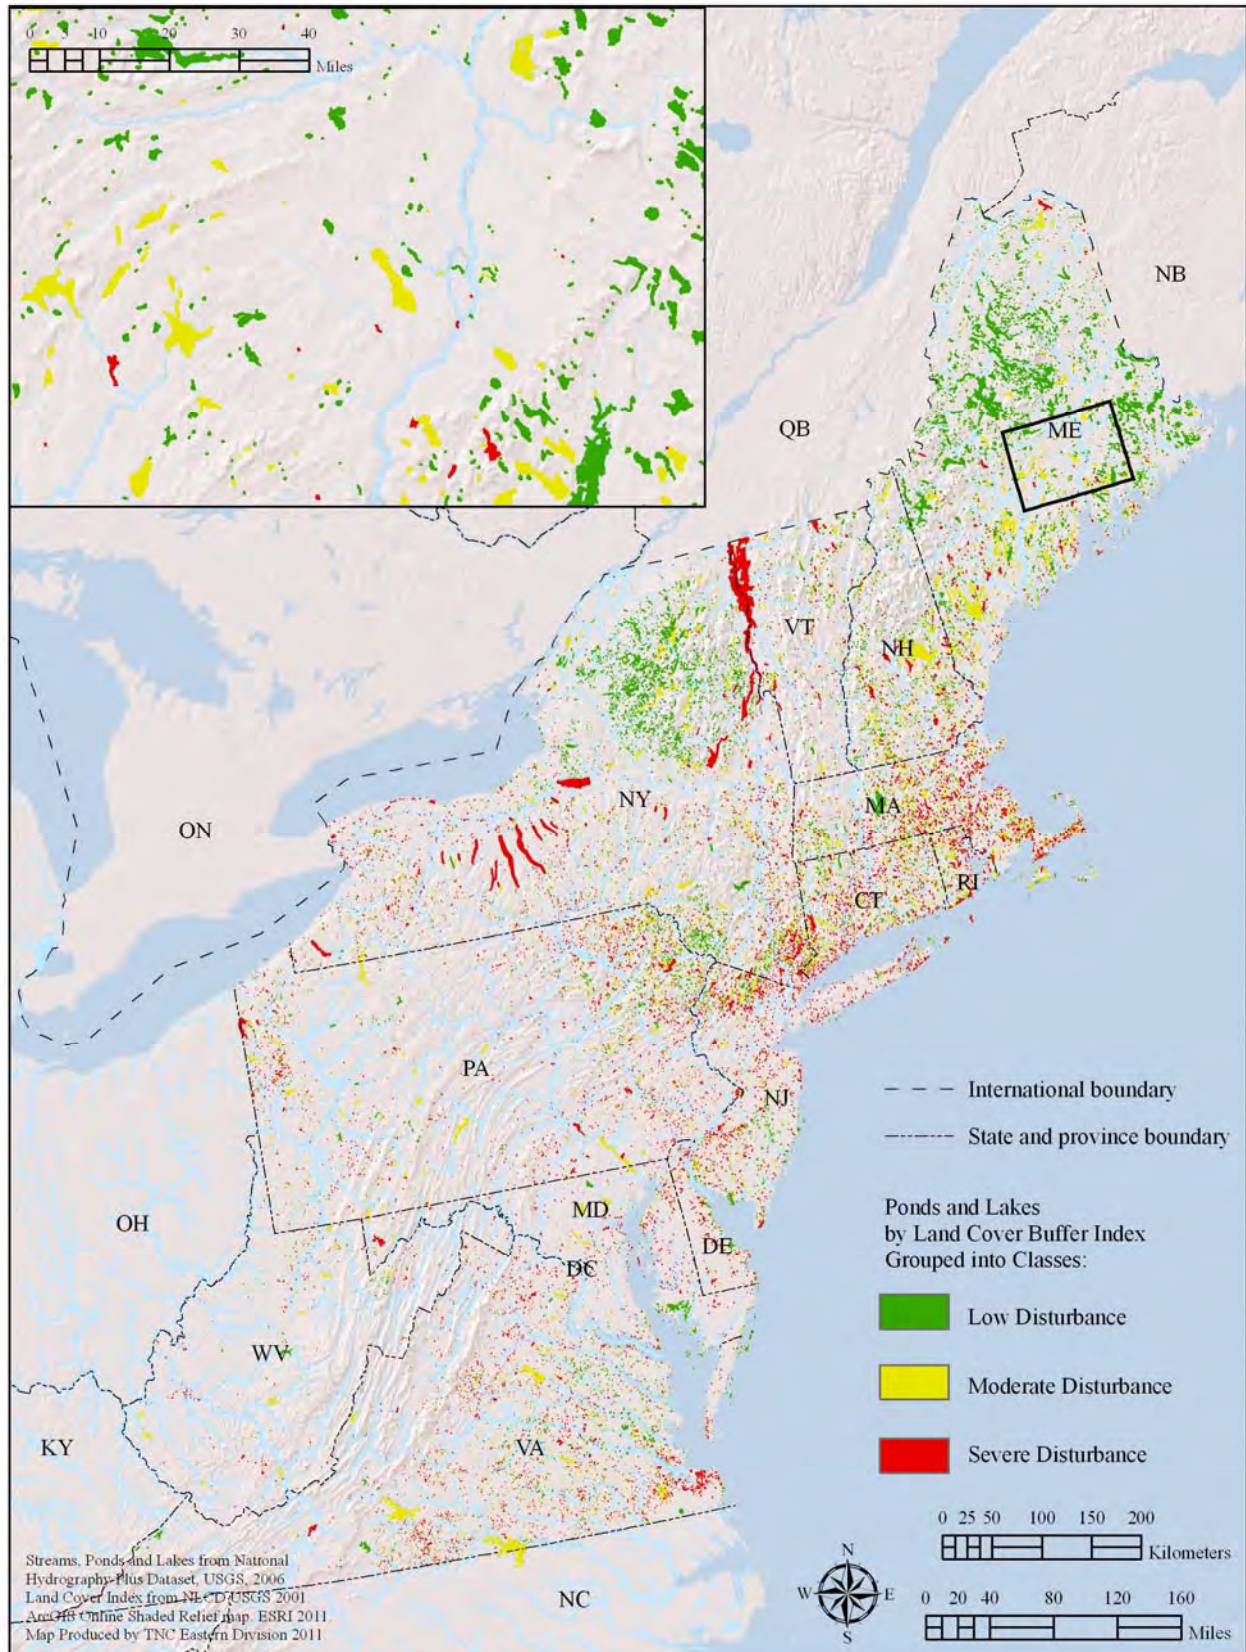 0 5 10 20 30 40
Miles
NB
ME
QB
VT
NH
NY
MA
ON
CT
RI
PA
NJ
International boundary
State and province boundary
OH
MD
DE
DC
Ponds and Lakes
by Land Cover Buffer Index
Grouped into Classes:
Low Disturbance
WV
Moderate Disturbance
KY
VA
Severe Disturbance
0 25 50 100 150 200
Kilometers
Streams, Ponds and Lakes from National
Hydrography Plus Dataset, USGS, 2006
Land Cover Index from NLCD USGS 2001
ArcGIS Online Shaded Relief map. ESRI 2011.
Map Produced by TNC Eastern Division 2011
NC
N
W E
S
0 20 40 80 120 160
Miles